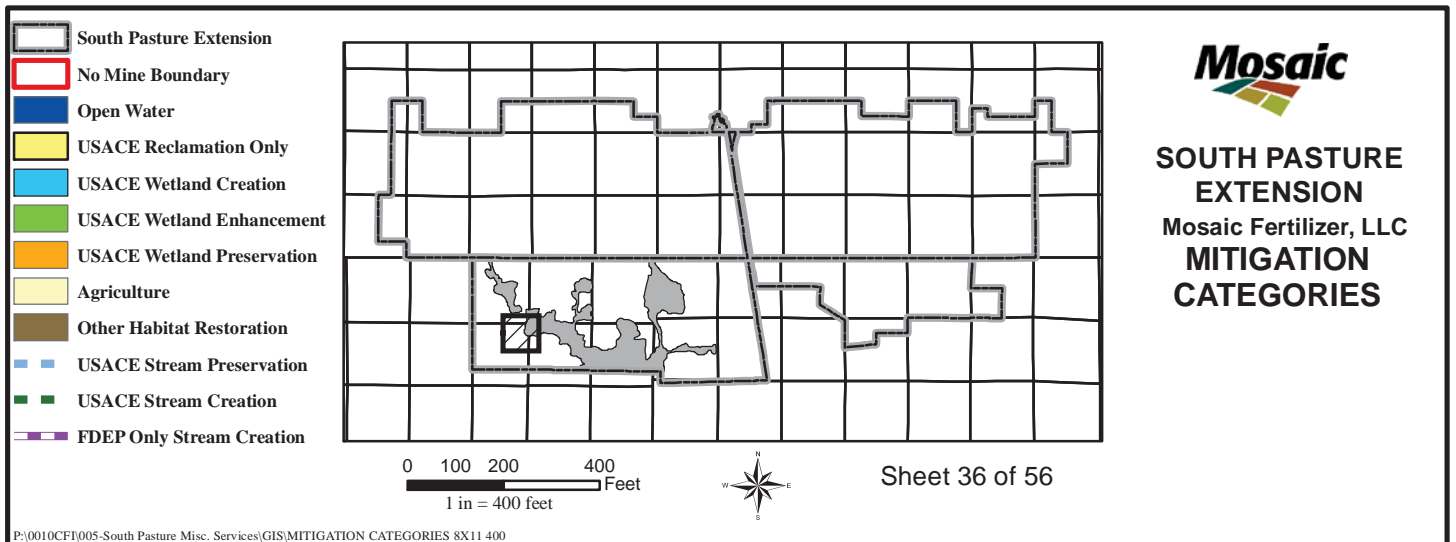 South Pasture Extension
No Mine Boundary
Open Water
USACE Reclamation Only
USACE Wetland Creation
USACE Wetland Enhancement
USACE Wetland Preservation
Agriculture
Other Habitat Restoration
USACE Stream Preservation
USACE Stream Creation
FDEP Only Stream Creation
0 100 200 400
Feet
1 in = 400 feet
N
W E
S
Sheet 36 of 56
Mosaic
SOUTH PASTURE
EXTENSION
Mosaic Fertilizer, LLC
MITIGATION
CATEGORIES
P:\0010CFI\005-South Pasture Misc. Services\GIS\MITIGATION CATEGORIES 8X11 400